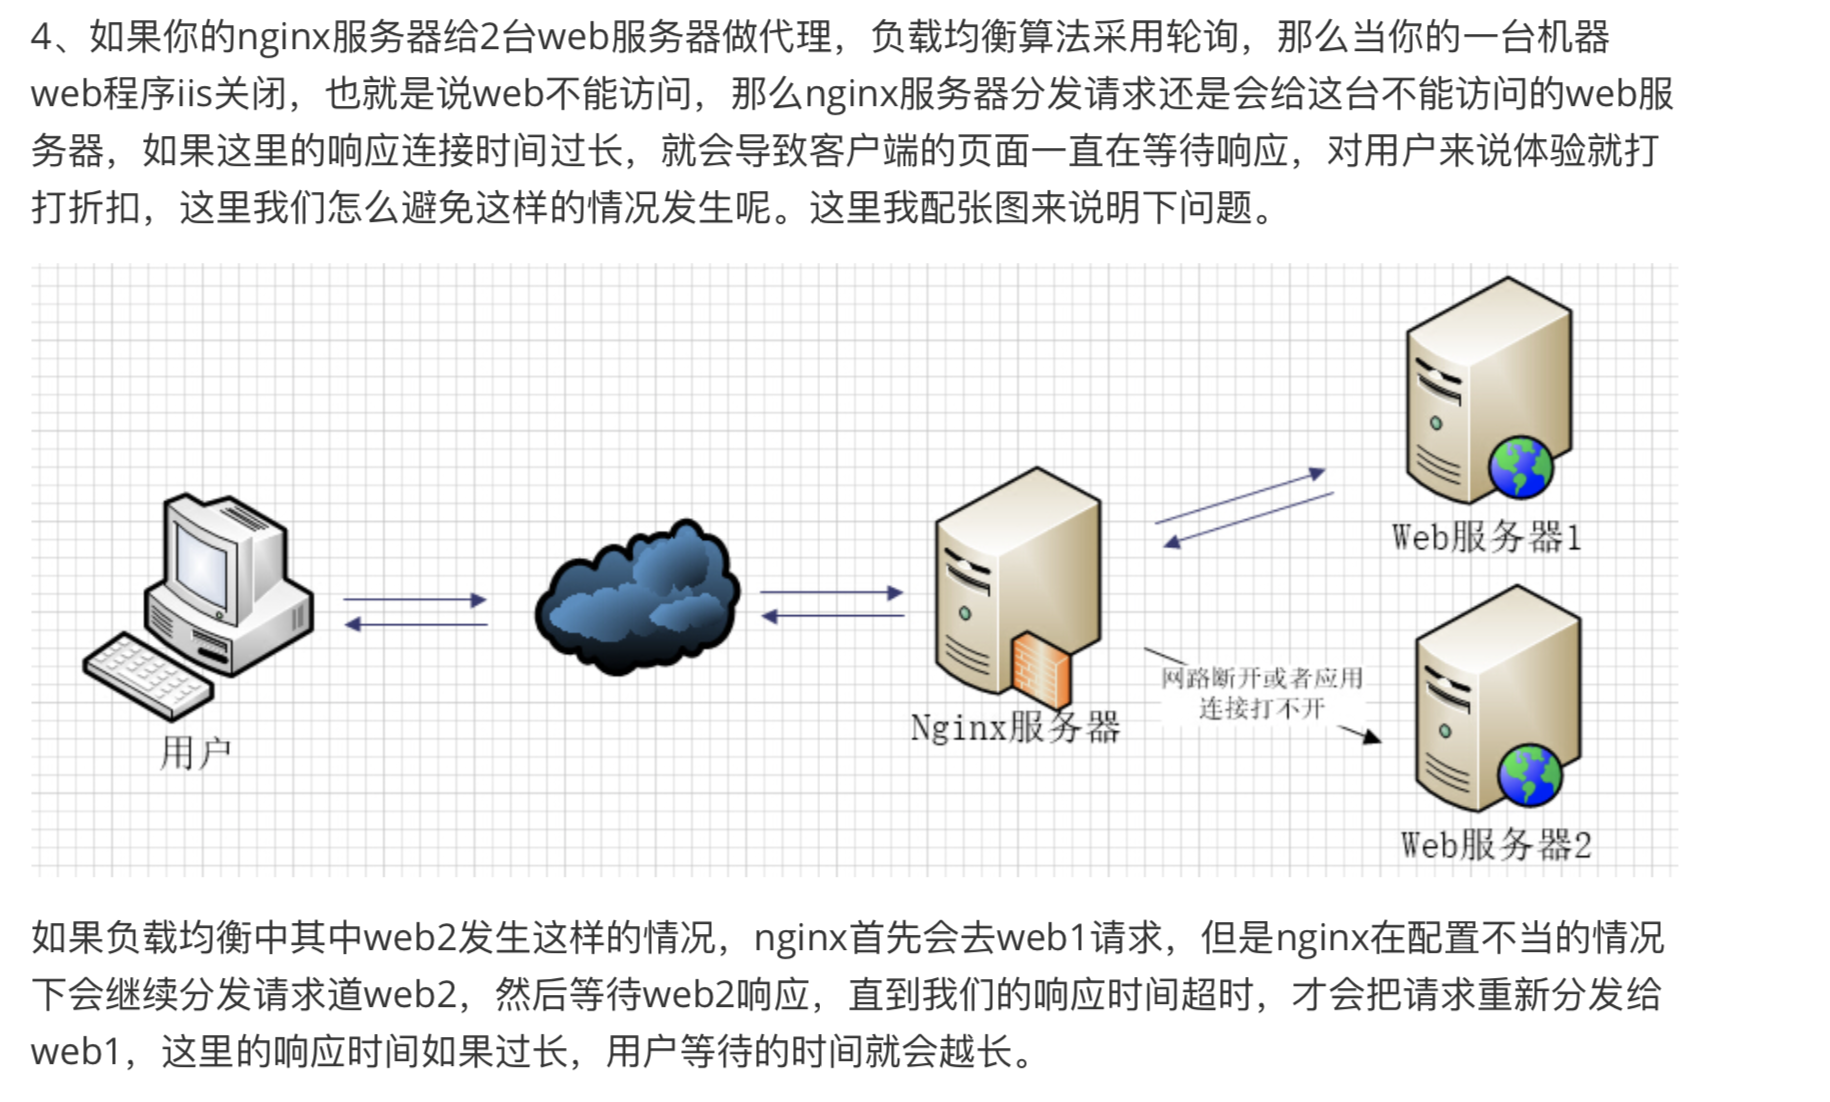 4、如果你的nginx服务器给2台web服务器做代理，负载均衡算法采用轮询，那么当你的一台机器
web程序iis关闭，也就是说web不能访问，那么nginx服务器分发请求还是会给这台不能访问的web服
务器，如果这里的响应连接时间过长，就会导致客户端的页面一直在等待响应，对用户来说体验就打
打折扣，这里我们怎么避免这样的情况发生呢。这里我配张图来说明下问题。
Web服务器1
网路断开或者应用
连接打不开
Nginx服务器
用户
Web服务器2
如果负载均衡中其中web2发生这样的情况，nginx首先会去web1请求，但是nginx在配置不当的情况
下会继续分发请求道web2，然后等待web2响应，直到我们的响应时间超时，才会把请求重新分发给
web1，这里的响应时间如果过长，用户等待的时间就会越长。